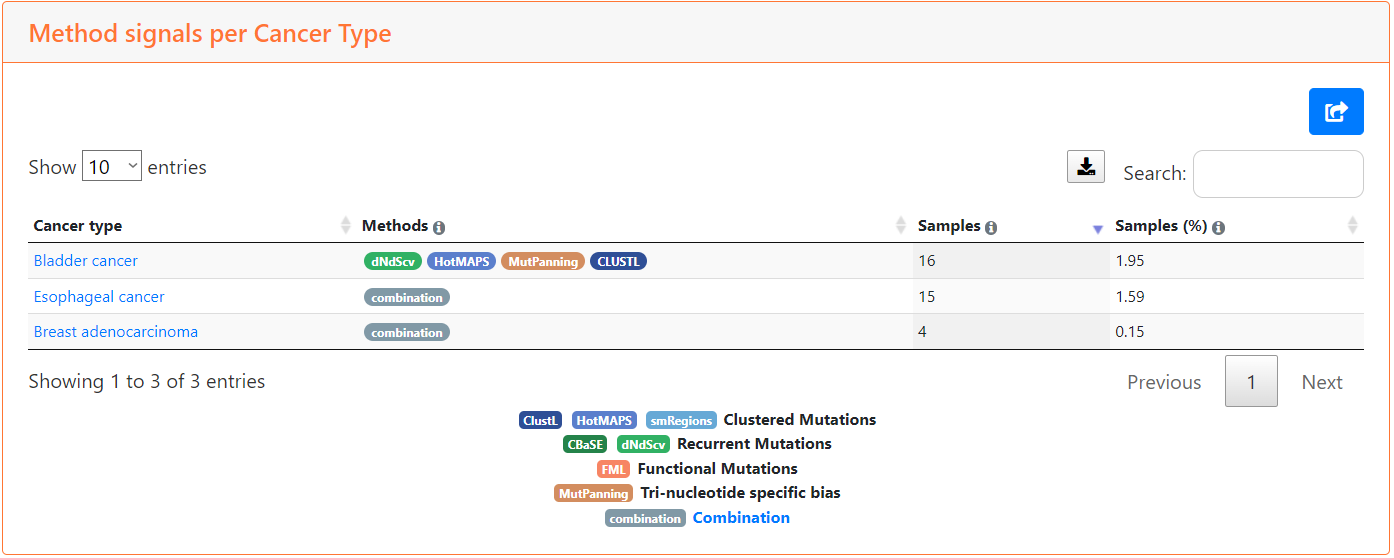 Method signals per Cancer Type
Show 10 entries
Search:
Cancer type Methods Samples Samples (%)
Bladder cancer dNdScv HotMAPS MutPanning CLUSTL 16 1.95
Esophageal cancer combination 15 1.59
Breast adenocarcinoma combination 4 0.15
Showing 1 to 3 of 3 entries Previous 1 Next
ClustL HotMAPS smRegions Clustered Mutations
CBaSE dNdScv Recurrent Mutations
FML Functional Mutations
MutPanning Tri-nucleotide specific bias
combination Combination